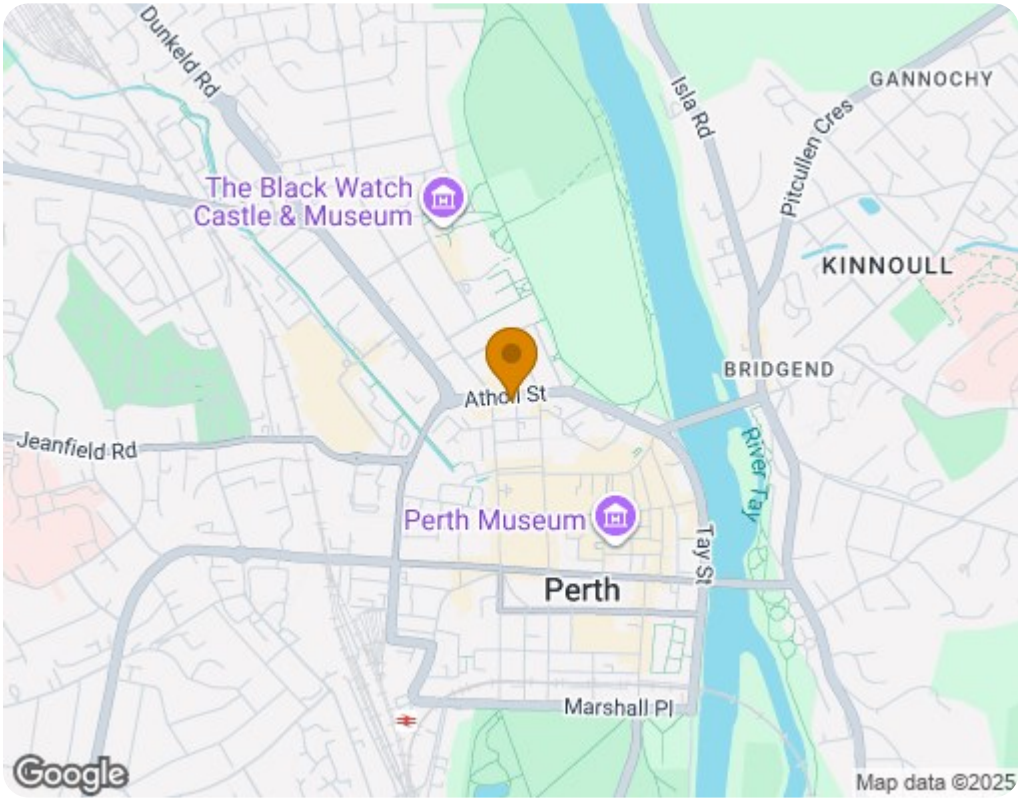 Dunkeld Rd
Isla Rd
GANNOCHY
Pitcullen Cres
The Black Watch
Castle & Museum
KINNOULL
BRIDGEND
Atholl St
Jeanfield Rd
River Tay
Perth Museum
Tay St
Perth
Marshall Pl
Google
Map data ©2025